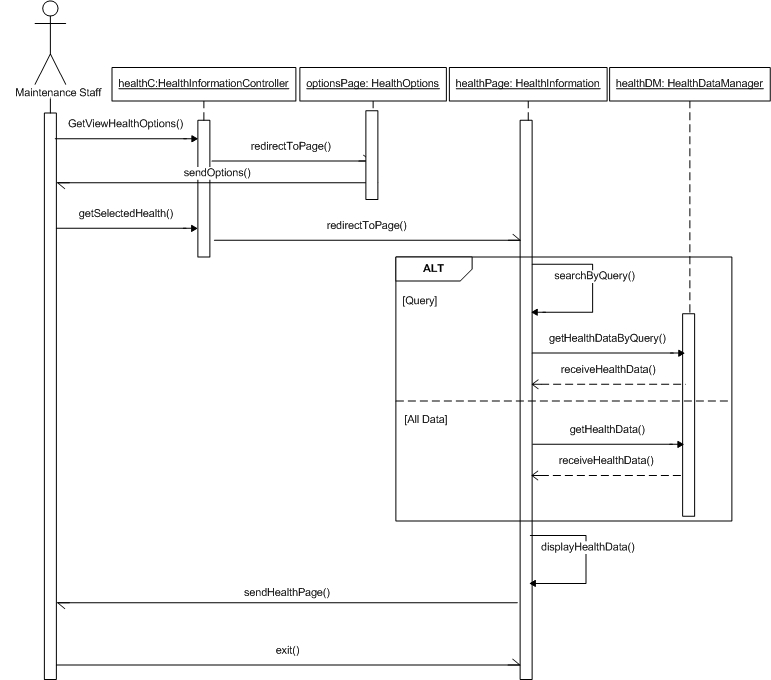 Maintenance Staff
healthC:HealthInformationController
optionsPage: HealthOptions
healthPage: HealthInformation
healthDM: HealthDataManager
GetViewHealthOptions()
redirectToPage()
sendOptions()
getSelectedHealth()
redirectToPage()
ALT
searchByQuery()
[Query]
getHealthDataByQuery()
receiveHealthData()
[All Data]
getHealthData()
receiveHealthData()
displayHealthData()
sendHealthPage()
exit()